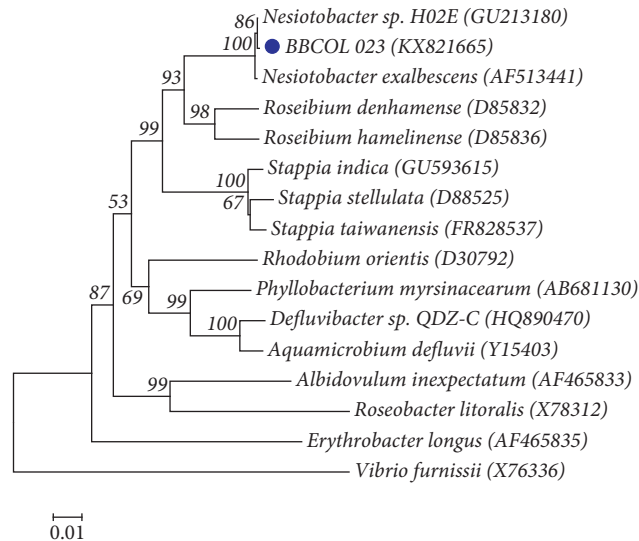 86
Nesiotobacter sp. H02E (GU213180)
100
BBCOL 023 (KX821665)
Nesiotobacter exalbescens (AF513441)
93
98
Roseibium denhamense (D85832)
Roseibium hamelinense (D85836)
99
Stappia indica (GU593615)
100
67
Stappia stellulata (D88525)
Stappia taiwanensis (FR828537)
53
Rhodobium orientis (D30792)
69
Phyllobacterium myrsinacearum (AB681130)
99
Defluvibacter sp. QDZ-C (HQ890470)
100
Aquamicrobium defluvii (Y15403)
87
Albidovulum inexpectatum (AF465833)
99
Roseobacter litoralis (X78312)
Erythrobacter longus (AF465835)
Vibrio furnissii (X76336)
0.01